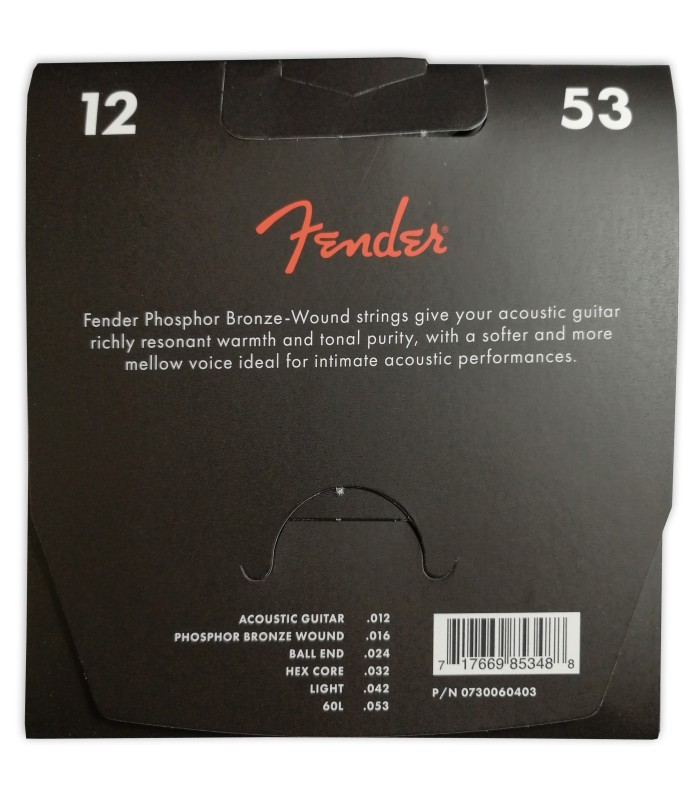 12 53
Fender
Fender Phosphor Bronze-Wound strings give your acoustic guitar
richly resonant warmth and tonal purity, with a softer and more
mellow voice ideal for intimate acoustic performances.
ACOUSTIC GUITAR .012
PHOSPHOR BRONZE WOUND .016
BALL END .024
HEX CORE .032
LIGHT .042
60L .053
7 17669 85348 8
P/N 0730060403